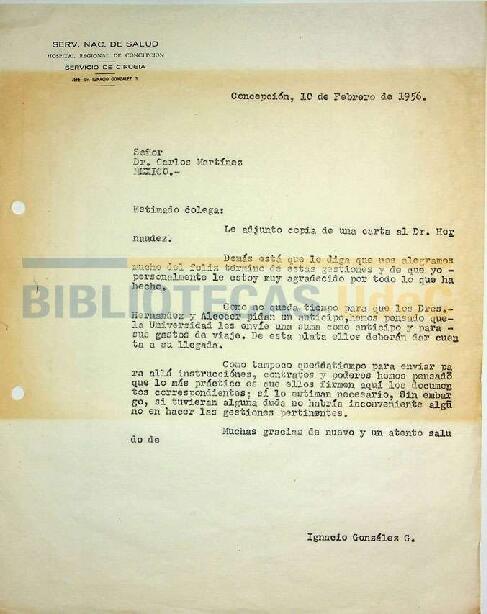 SERV. NAC. DE SALUD
HOSPITAL REGIONAL DE CONCEPCION
SERVICIO DE CIRUGIA
JEFE: DR. IGNACIO GONZALEZ G.
Concepción, 10 de Febrero de 1956.
Señor
Dr. Carlos Martínez
MEXICO.-
Estimado colega:
Le adjunto copia de una carta al Dr. Her
nandez.
Demás está que le diga que nos alegramos
mucho del feliz término de estas gestiones y de que yo -
personalmente le estoy muy agradecido por todo lo que ha
hecho.
Como no queda tiempo para que los Dres.-
Hernandez y Alcocer pidan un anticipo, hemos pensado que-
la Universidad les envíe una suma como anticipo y para-
sus gastos de viaje. De esta plata ellos deberán dar cuen
ta a su llegada.
Como tampoco quedatiempo para enviar pa
ra allá instrucciones, contratos y poderes hemos pensado
que lo más práctico es que ellos firmen aquí los documen
tos correspondientes; si lo estiman necesario. Sin embar
go, si tuvieran alguna duda no habría inconveniente algu
no en hacer las gestiones pertinentes.
Muchas gracias de nuevo y un atento salu
do de
Ignacio González G.
BIBLIOTECAS